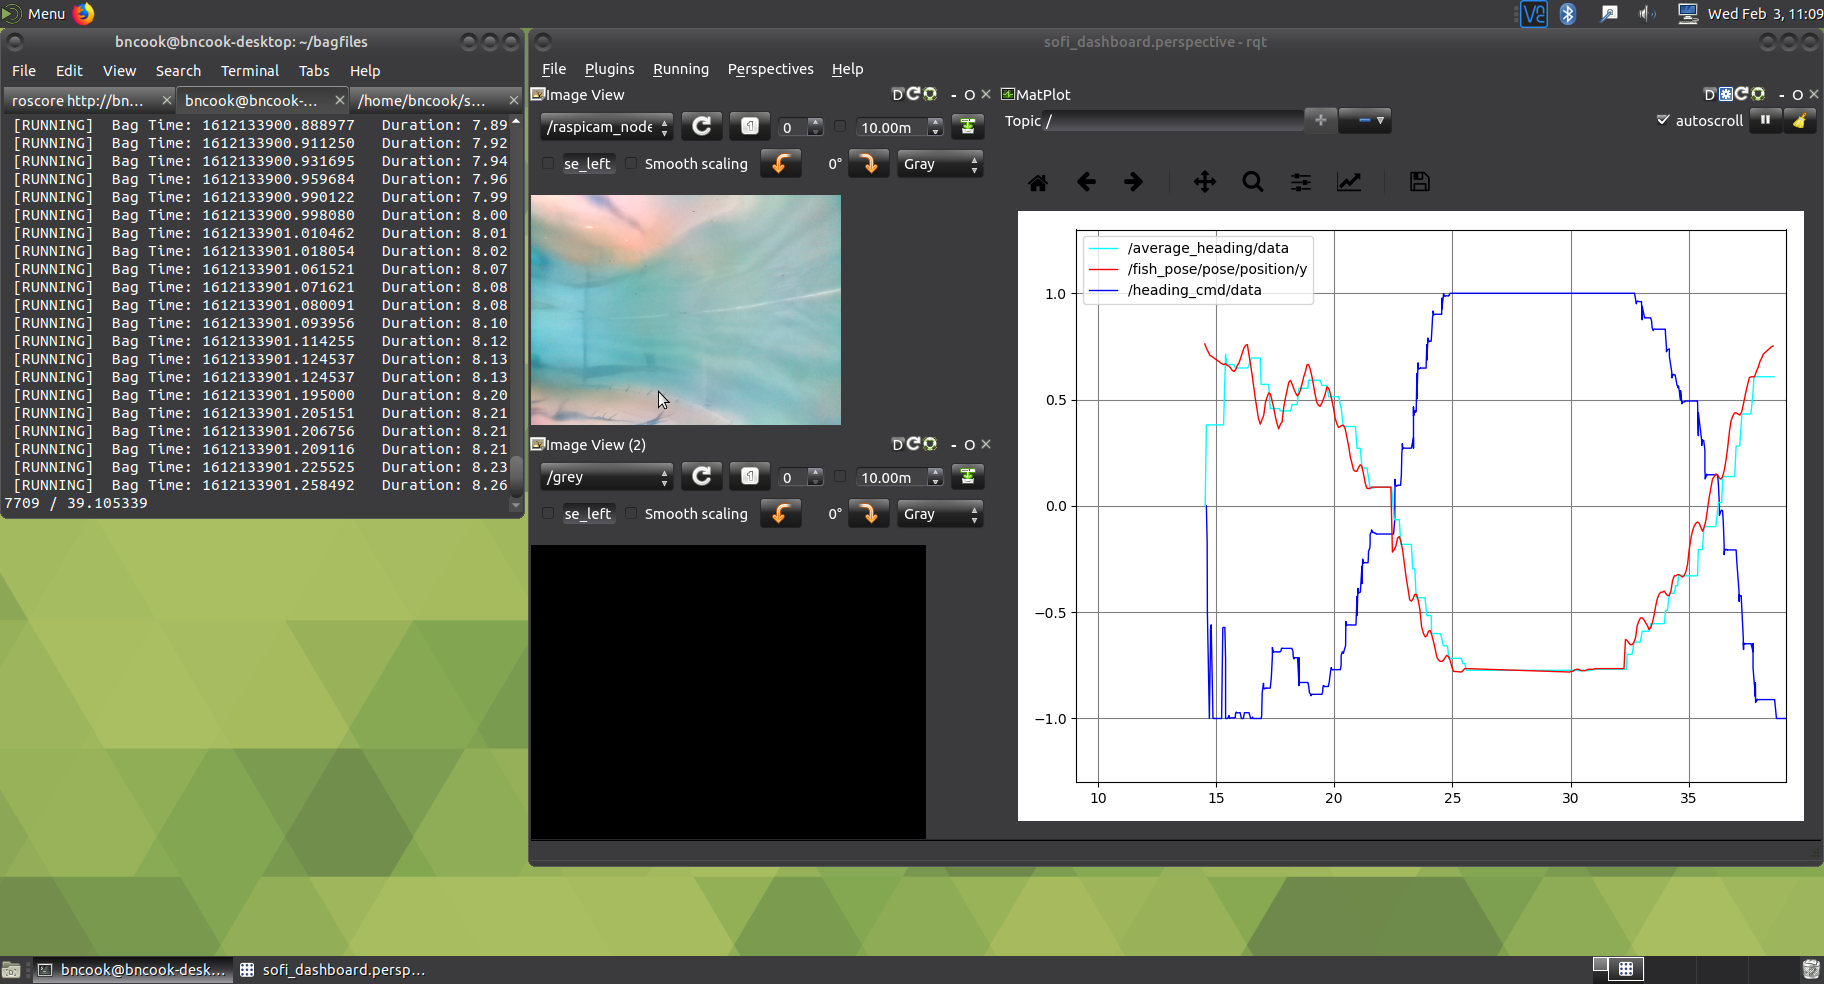 Menu
Wed Feb 3, 11:09
bncook@bncook-desktop: ~/bagfiles
File Edit View Search Terminal Tabs Help
roscore http://bn...
bncook@bncook-...
/home/bncook/s...
[RUNNING] Bag Time: 1612133900.888977 Duration: 7.89
[RUNNING] Bag Time: 1612133900.911250 Duration: 7.92
[RUNNING] Bag Time: 1612133900.931695 Duration: 7.94
[RUNNING] Bag Time: 1612133900.959684 Duration: 7.96
[RUNNING] Bag Time: 1612133900.990122 Duration: 7.99
[RUNNING] Bag Time: 1612133900.998080 Duration: 8.00
[RUNNING] Bag Time: 1612133901.010462 Duration: 8.01
[RUNNING] Bag Time: 1612133901.018054 Duration: 8.02
[RUNNING] Bag Time: 1612133901.061521 Duration: 8.07
[RUNNING] Bag Time: 1612133901.071621 Duration: 8.08
[RUNNING] Bag Time: 1612133901.080091 Duration: 8.08
[RUNNING] Bag Time: 1612133901.093956 Duration: 8.10
[RUNNING] Bag Time: 1612133901.114255 Duration: 8.12
[RUNNING] Bag Time: 1612133901.124537 Duration: 8.13
[RUNNING] Bag Time: 1612133901.124537 Duration: 8.13
[RUNNING] Bag Time: 1612133901.195000 Duration: 8.20
[RUNNING] Bag Time: 1612133901.205151 Duration: 8.21
[RUNNING] Bag Time: 1612133901.206756 Duration: 8.21
[RUNNING] Bag Time: 1612133901.209116 Duration: 8.21
[RUNNING] Bag Time: 1612133901.225525 Duration: 8.23
[RUNNING] Bag Time: 1612133901.258492 Duration: 8.26
7709 / 39.105339
sofi_dashboard.perspective - rqt
File Plugins Running Perspectives Help
Image View
D O
/raspicam_node
1
0
10.00m
se_left
Smooth scaling
0°
Gray
Image View (2)
D O
/grey
1
0
10.00m
se_left
Smooth scaling
0°
Gray
MatPlot
D O
Topic /
autoscroll
/average_heading/data
/fish_pose/pose/position/y
/heading_cmd/data
1.0
0.5
0.0
−0.5
−1.0
10 15 20 25 30 35
bncook@bncook-desk...
sofi_dashboard.persp...